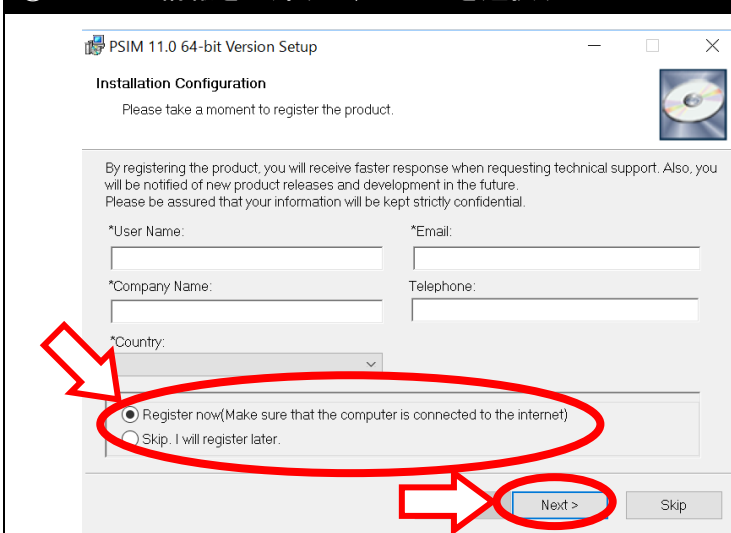 PSIM 11.0 64-bit Version Setup
Installation Configuration
Please take a moment to register the product.
By registering the product, you will receive faster response when requesting technical support. Also, you
will be notified of new product releases and development in the future.
Please be assured that your information will be kept strictly confidential.
*User Name:
*Email:
*Company Name:
Telephone:
*Country:
Register now(Make sure that the computer is connected to the internet)
Skip. I will register later.
Next >
Skip